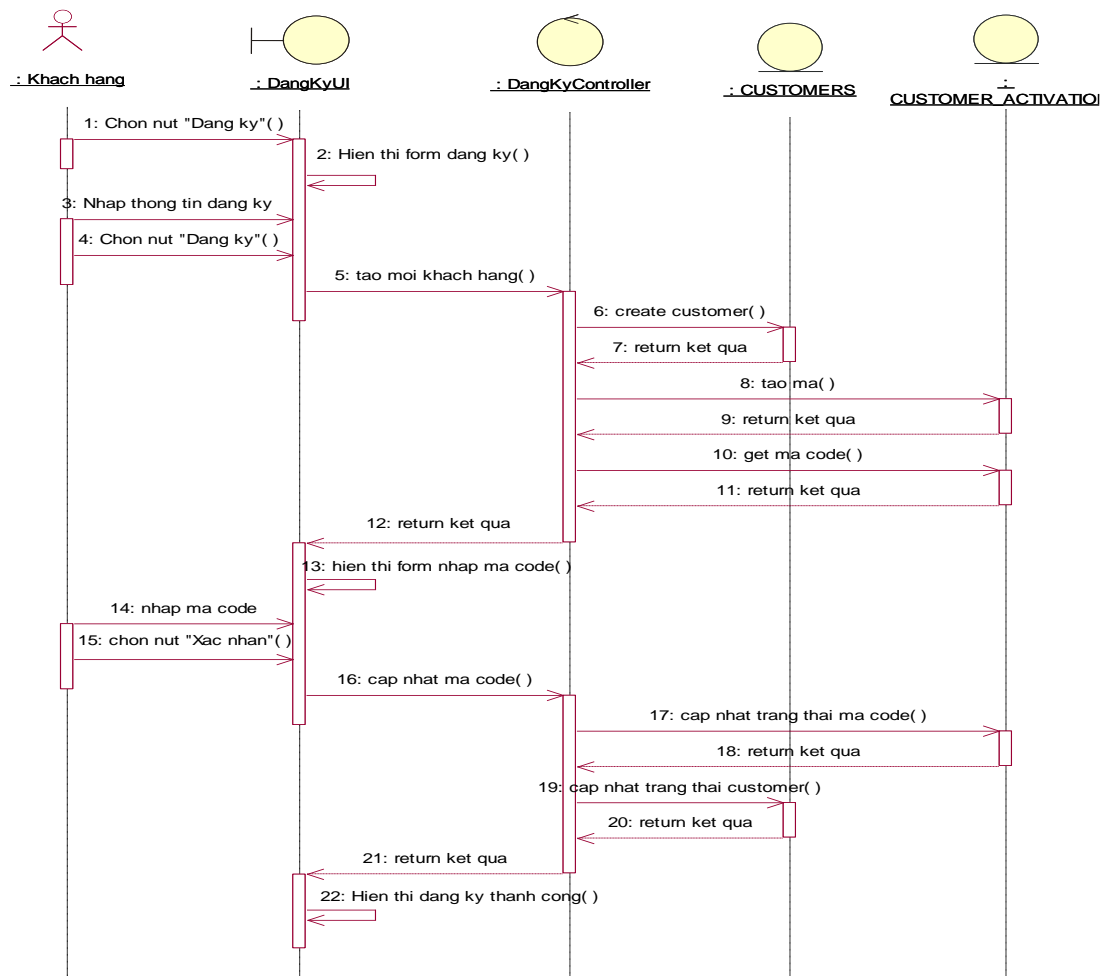 : Khach hang
: DangKyUI
: DangKyController
: CUSTOMERS
:
CUSTOMER_ACTIVATIO
1: Chon nut "Dang ky"( )
2: Hien thi form dang ky( )
3: Nhap thong tin dang ky
4: Chon nut "Dang ky"( )
5: tao moi khach hang( )
6: create customer( )
7: return ket qua
8: tao ma( )
9: return ket qua
10: get ma code( )
11: return ket qua
12: return ket qua
13: hien thi form nhap ma code( )
14: nhap ma code
15: chon nut "Xac nhan"( )
16: cap nhat ma code( )
17: cap nhat trang thai ma code( )
18: return ket qua
19: cap nhat trang thai customer( )
20: return ket qua
21: return ket qua
22: Hien thi dang ky thanh cong( )